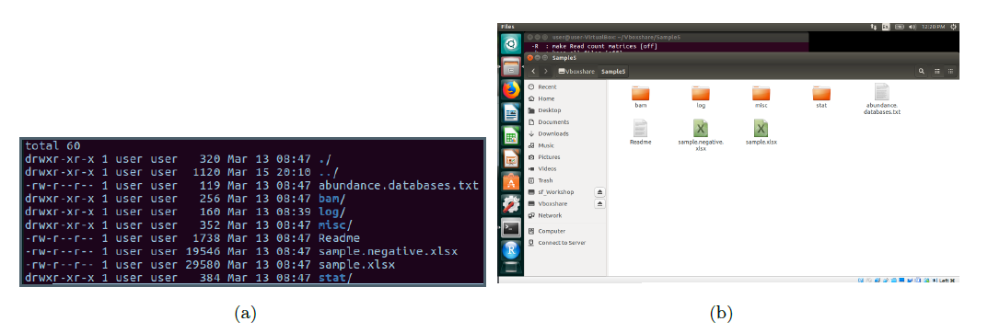 total 60
drwxr-xr-x 1 user user   320 Mar 13 08:47 ./
drwxr-xr-x 1 user user  1120 Mar 15 20:10 ../
-rw-r--r-- 1 user user   119 Mar 13 08:47 abundance.databases.txt
drwxr-xr-x 1 user user   256 Mar 13 08:47 bam/
drwxr-xr-x 1 user user   160 Mar 13 08:39 log/
drwxr-xr-x 1 user user   352 Mar 13 08:47 misc/
-rw-r--r-- 1 user user  1738 Mar 13 08:47 Readme
-rw-r--r-- 1 user user 19546 Mar 13 08:47 sample.negative.xlsx
-rw-r--r-- 1 user user 29580 Mar 13 08:47 sample.xlsx
drwxr-xr-x 1 user user   384 Mar 13 08:47 stat/
(a)
Files
En
12:20 PM
user@user-VirtualBox: ~/Vboxshare/Sample5
-R : make Read count matrices [off]
Sample5
Vboxshare
Sample5
Recent
Home
Desktop
Documents
Downloads
Music
Pictures
Videos
Trash
sf_Workshop
Vboxshare
Network
Computer
Connect to Server
bam
log
misc
stat
abundance.
databases.txt
Readme
sample.negative.
xlsx
sample.xlsx
Left ⌘
(b)